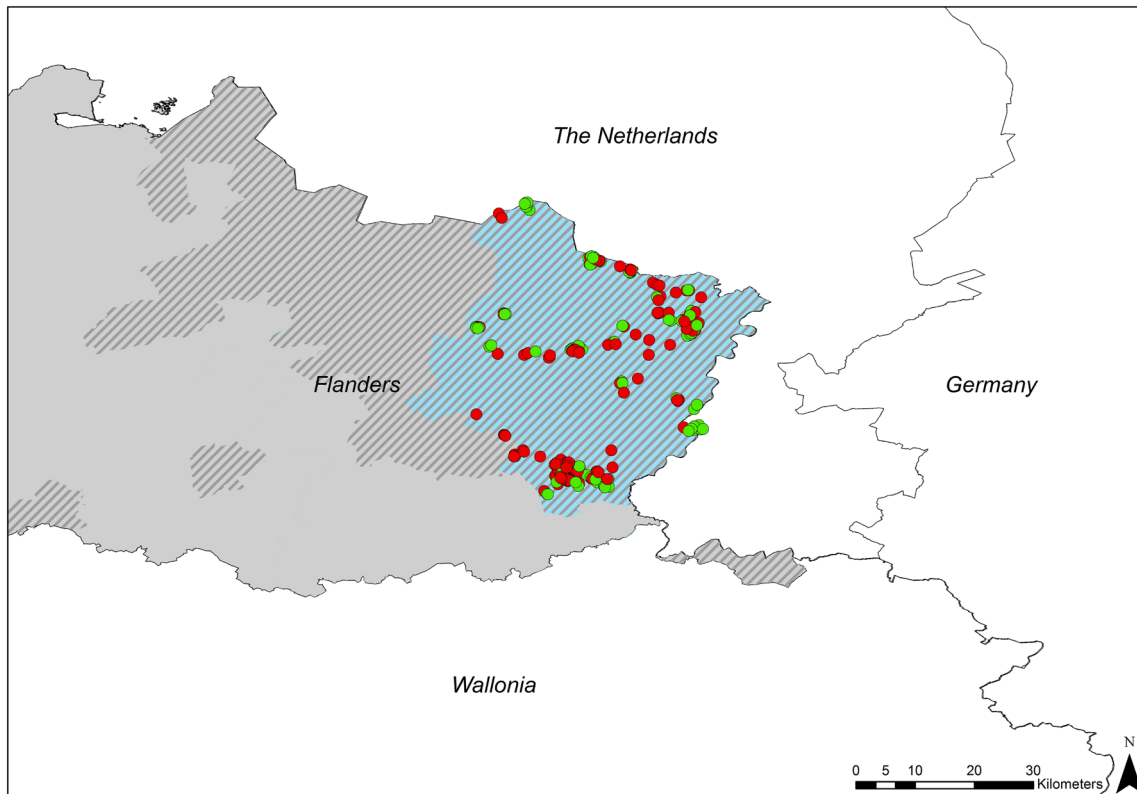 The Netherlands
Flanders
Germany
Wallonia
N
0 5 10 20 30
Kilometers